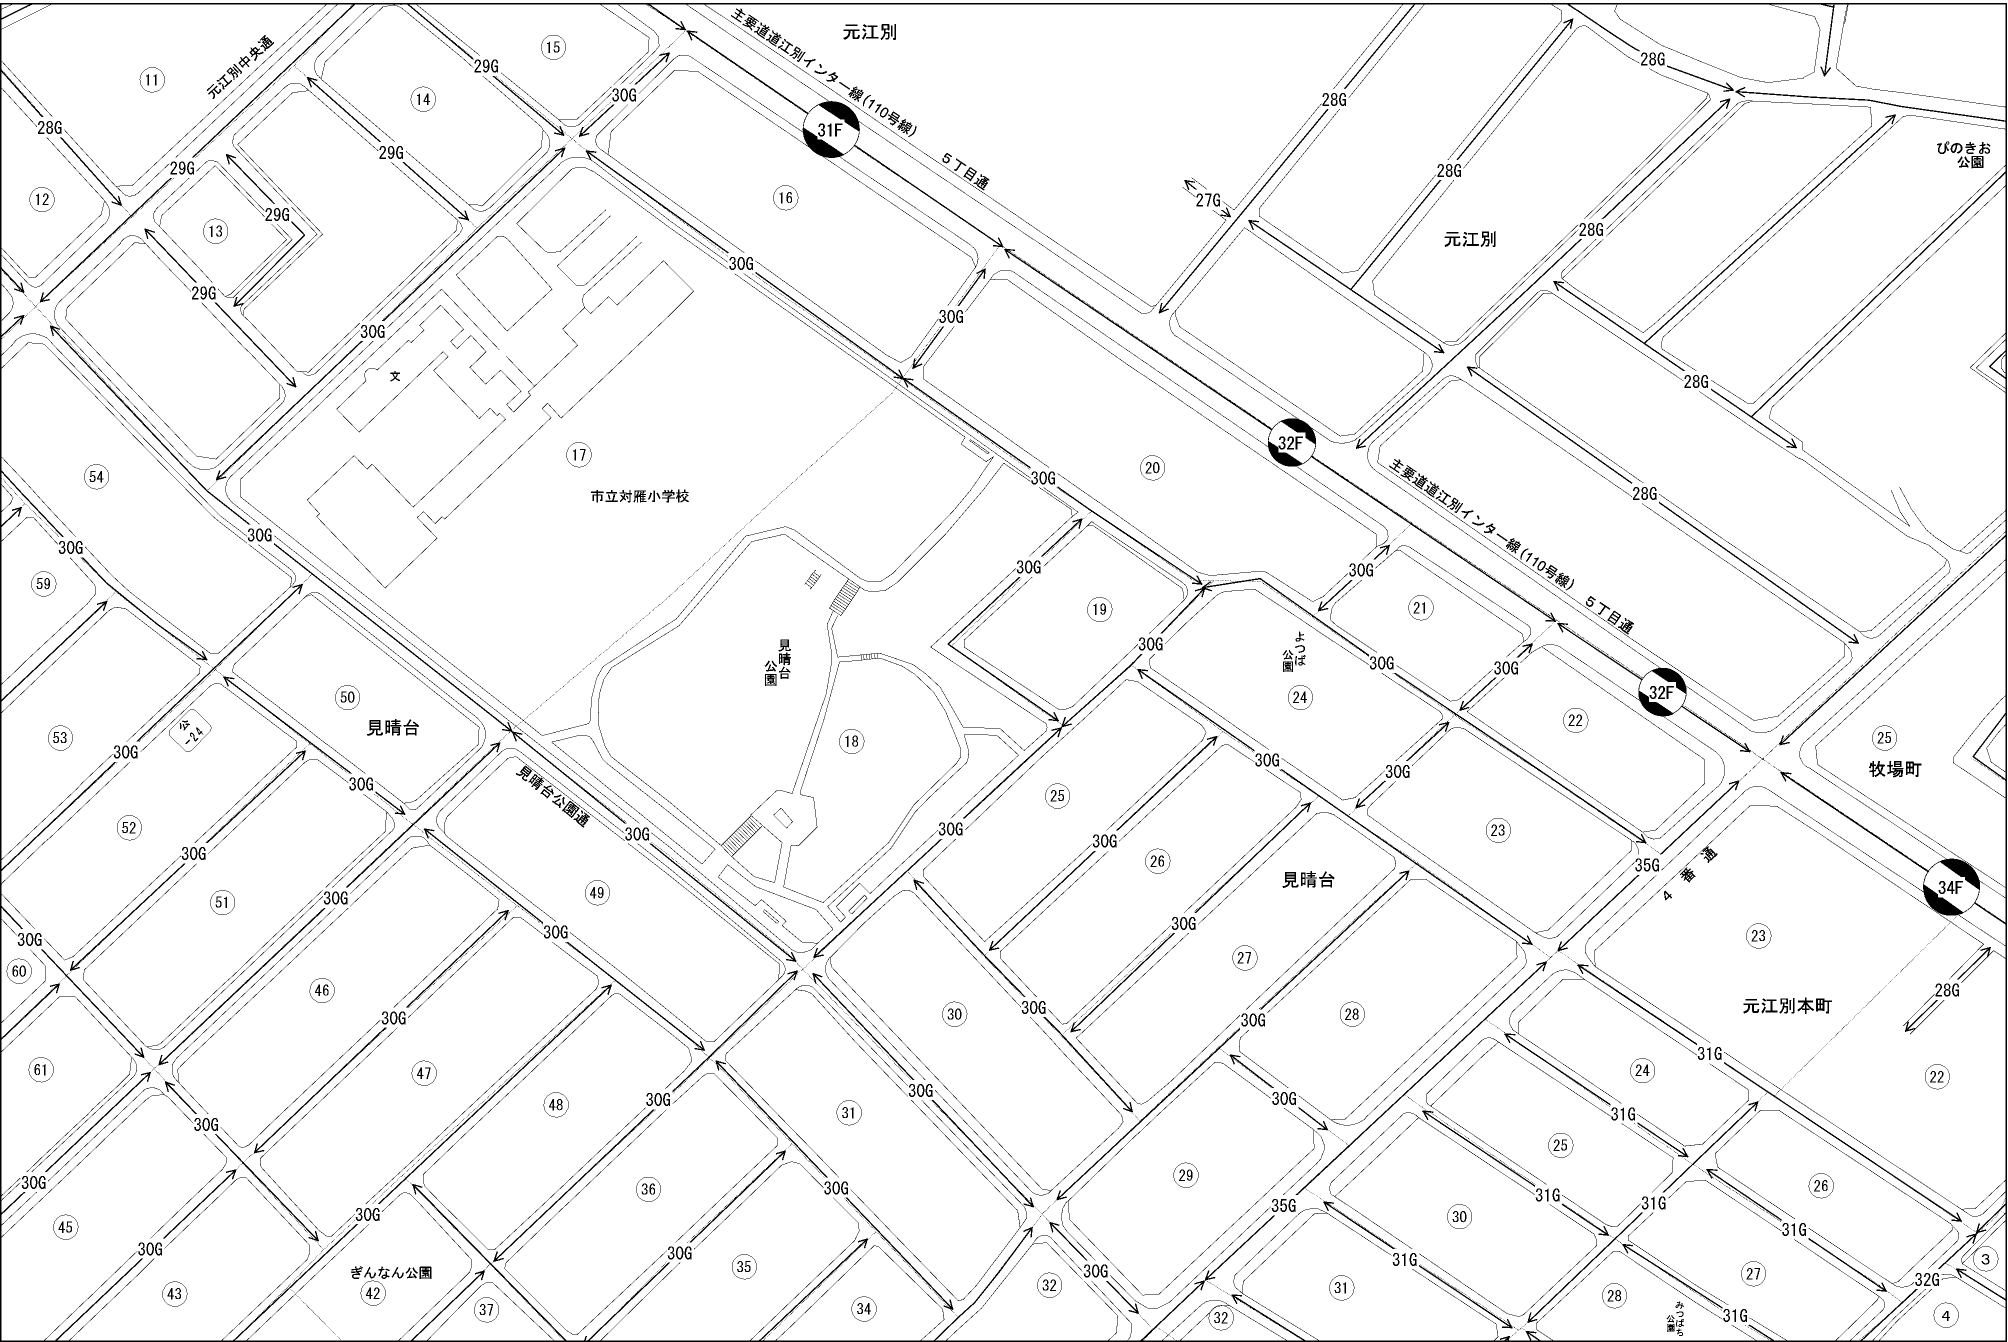 元江別
主要道道江別インター線(110号線)
5丁目通
元江別中央通
11
15
14
29G
30G
28G
28G
28G
31F
ぴのきお
公園
28G
29G
29G
28G
12
13
29G
16
27G
28G
元江別
29G
30G
30G
30G
28G
文
17
32F
20
主要道道江別インター線(110号線)
5丁目通
54
30G
市立対雁小学校
30G
28G
30G
59
30G
30G
19
21
よつば
公園
30G
30G
30G
見晴台
公園
50
見晴台
24
32F
22
53
公
-24
18
25
牧場町
30G
30G
30G
30G
25
見晴台公園通
52
30G
30G
30G
23
30G
26
35G
4番通
34F
見晴台
51
30G
49
30G
30G
27
23
60
30G
46
30G
30G
30G
28
30G
28G
元江別本町
61
47
48
30G
30G
31
30G
30G
31G
24
22
31G
25
45
30G
30G
36
30G
29
31G
31G
26
35G
30
30G
30G
35
30G
31G
31G
ぎんなん公園
43
42
37
34
32
32
31
28
27
みつばち
公園
31G
32G
3
4